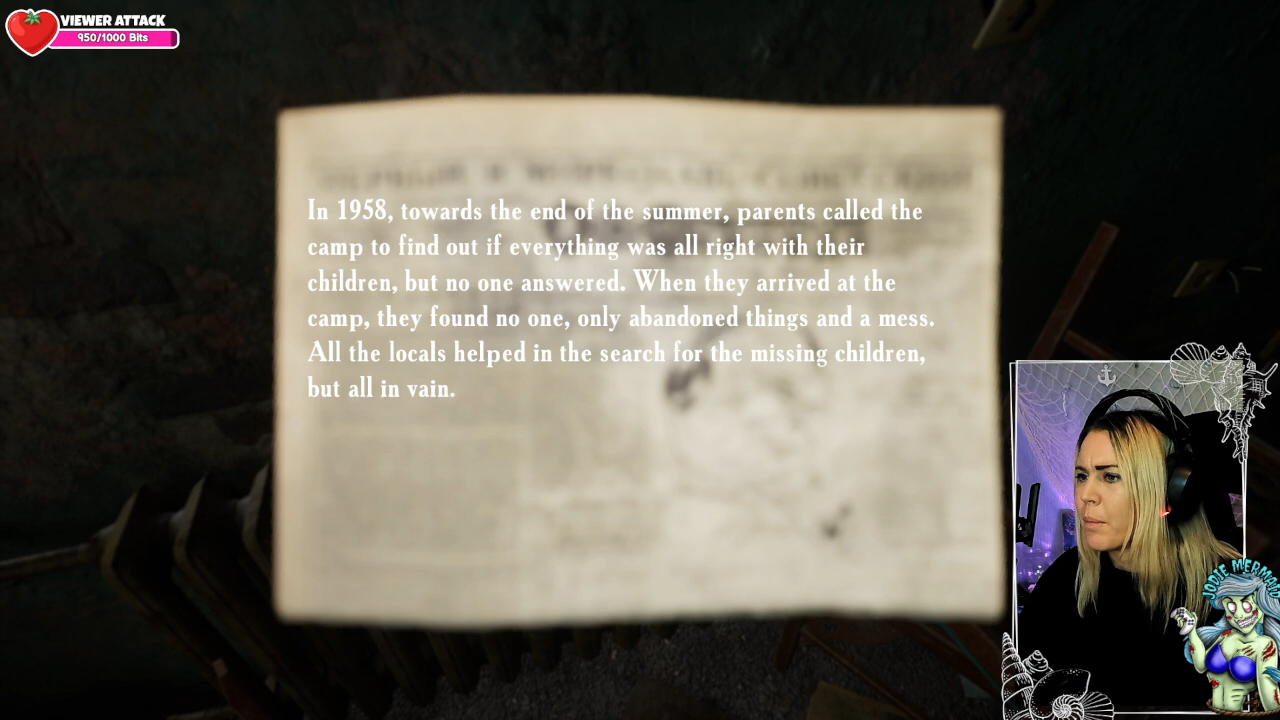 VIEWER ATTACK
950/1000 Bits
In 1958, towards the end of the summer, parents called the
camp to find out if everything was all right with their
children, but no one answered. When they arrived at the
camp, they found no one, only abandoned things and a mess.
All the locals helped in the search for the missing children,
but all in vain.
JODIE MERMAID